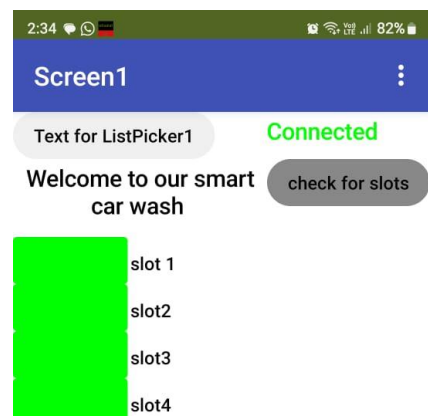 2:34 82%
Screen1
Text for ListPicker1
Connected
Welcome to our smart
car wash
check for slots
slot 1
slot2
slot3
slot4